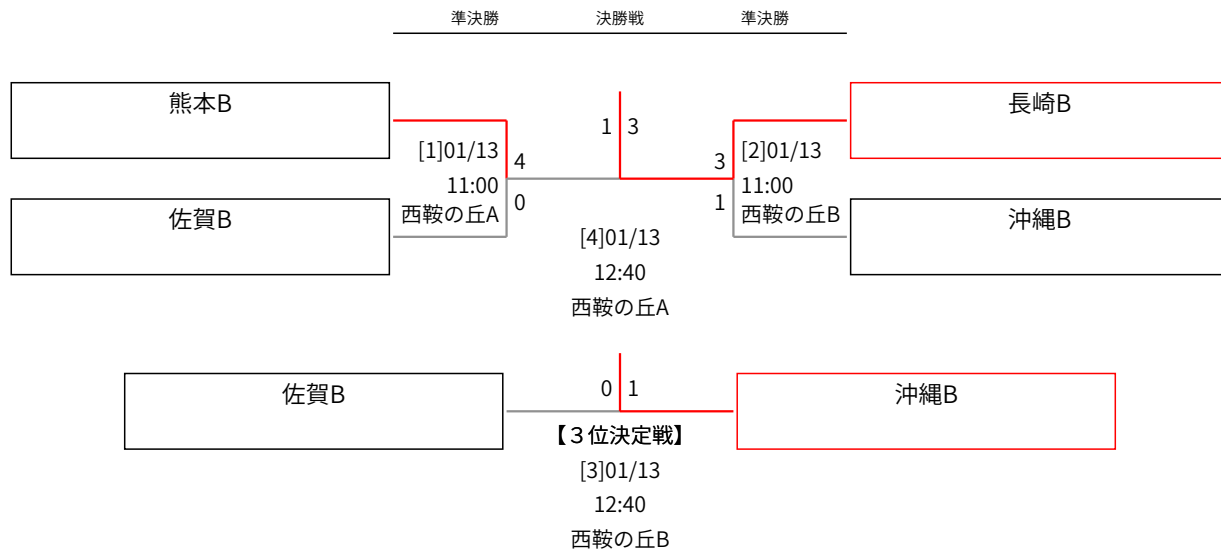 準決勝 決勝戦 準決勝
熊本B
長崎B
1 3
[1]01/13
4
3
[2]01/13
11:00
11:00
西鞍の丘A
0
1
西鞍の丘B
佐賀B
沖縄B
[4]01/13
12:40
西鞍の丘A
佐賀B
0 1
沖縄B
【３位決定戦】
[3]01/13
12:40
西鞍の丘B